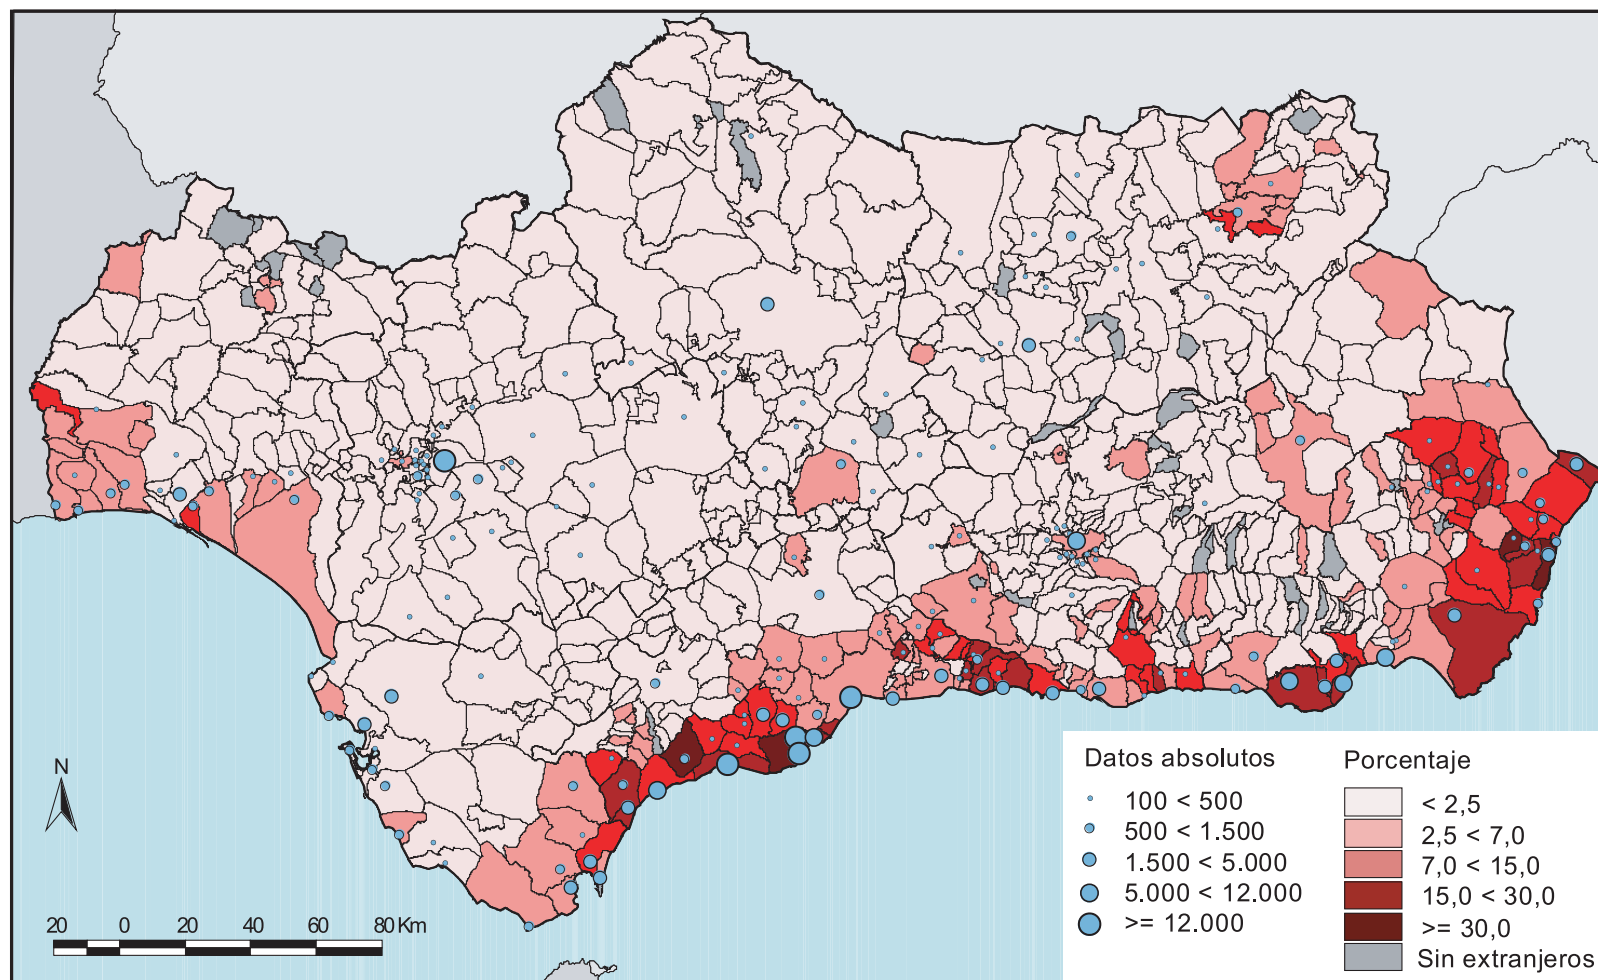 N
20 0 20 40 60 80 Km
Datos absolutos
100 < 500
500 < 1.500
1.500 < 5.000
5.000 < 12.000
>= 12.000
Porcentaje
< 2,5
2,5 < 7,0
7,0 < 15,0
15,0 < 30,0
>= 30,0
Sin extranjeros